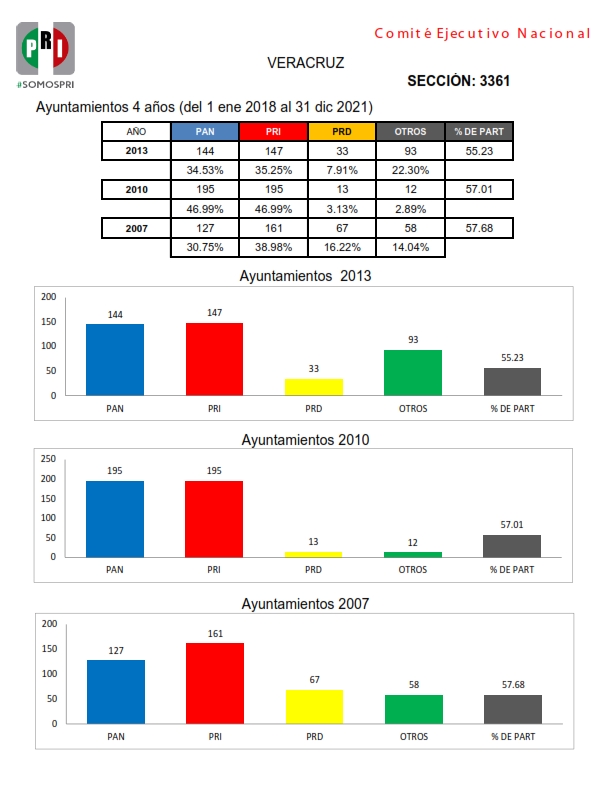 Comité Ejecutivo Nacional
PRI
#SOMOSPRI
VERACRUZ
SECCIÒN: 3361
Ayuntamientos 4 años (del 1 ene 2018 al 31 dic 2021)
AÑO PAN PRI PRD OTROS % DE PART
2013 144 147 33 93 55.23
34.53% 35.25% 7.91% 22.30%
2010 195 195 13 12 57.01
46.99% 46.99% 3.13% 2.89%
2007 127 161 67 58 57.68
30.75% 38.98% 16.22% 14.04%
Ayuntamientos 2013
200
150
100
50
0
144 147 33 93 55.23
PAN PRI PRD OTROS % DE PART
Ayuntamientos 2010
250
200
150
100
50
0
195 195 13 12 57.01
PAN PRI PRD OTROS % DE PART
Ayuntamientos 2007
200
150
100
50
0
127 161 67 58 57.68
PAN PRI PRD OTROS % DE PART